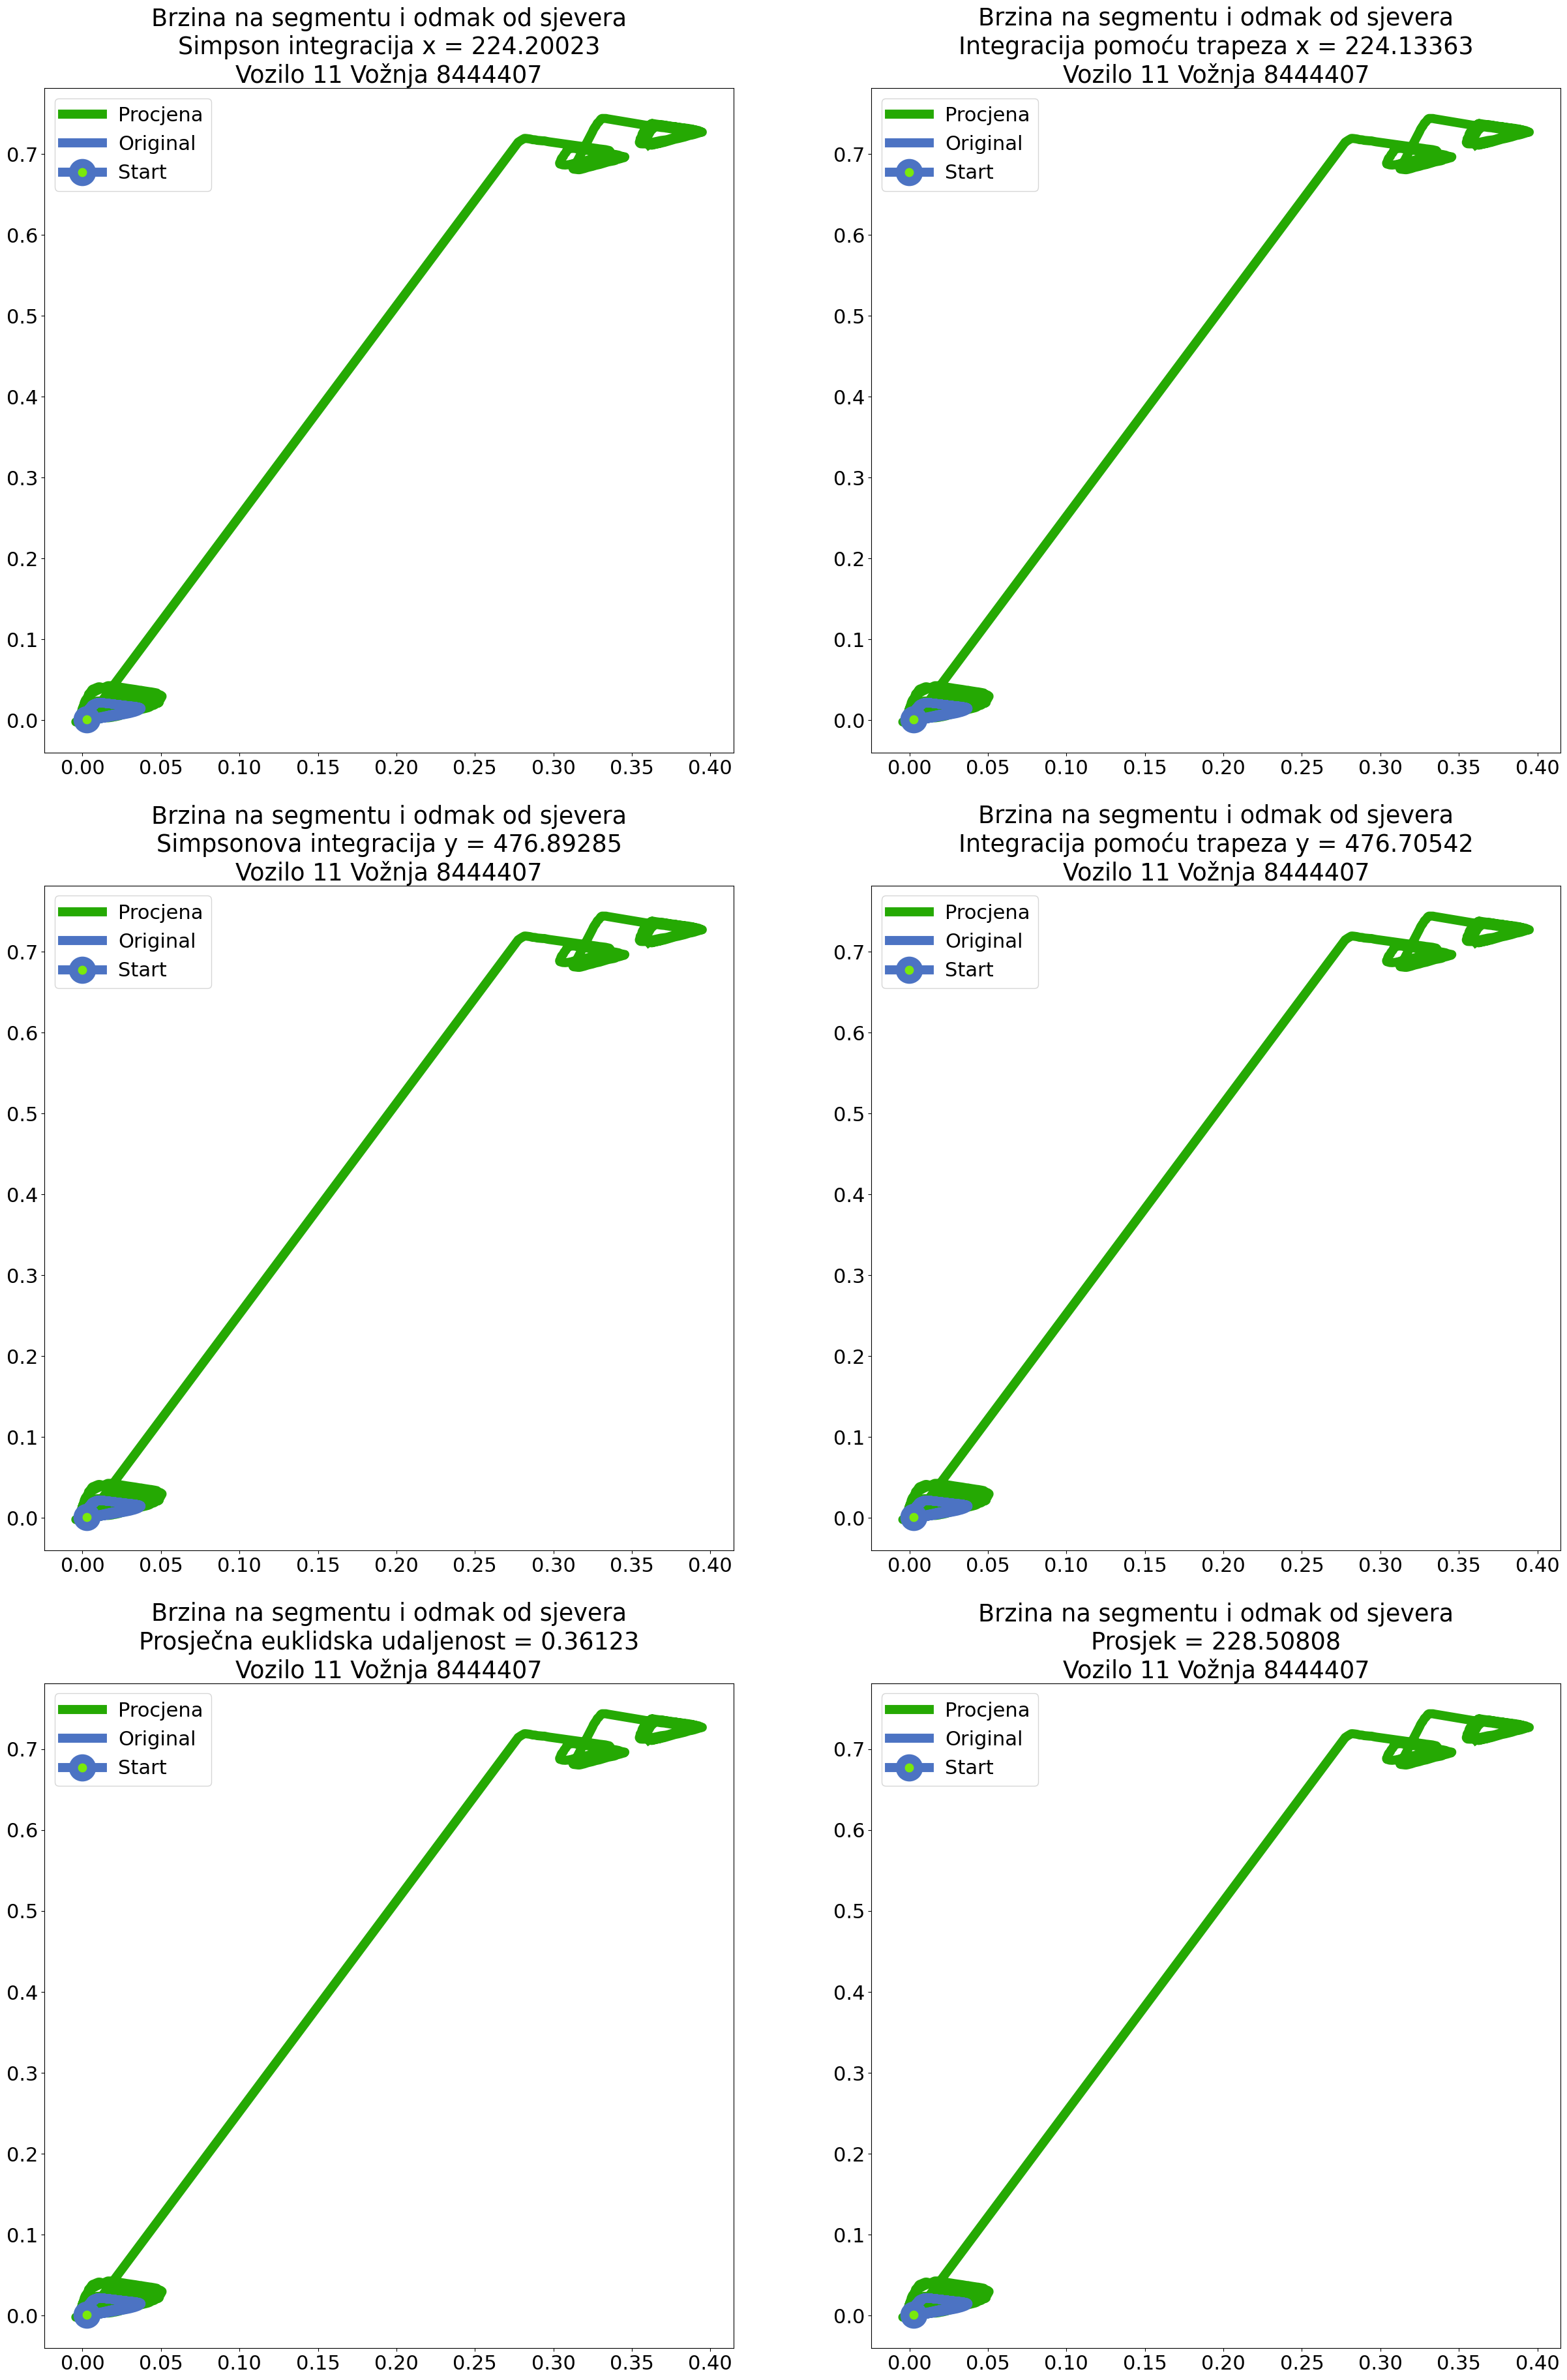 Brzina na segmentu i odmak od sjevera
Simpson integracija x = 224.20023
Vozilo 11 Vožnja 8444407
Procjena
Original
Start
0.7
0.6
0.5
0.4
0.3
0.2
0.1
0.0
0.00 0.05 0.10 0.15 0.20 0.25 0.30 0.35 0.40
Brzina na segmentu i odmak od sjevera
Integracija pomoću trapeza x = 224.13363
Vozilo 11 Vožnja 8444407
Procjena
Original
Start
0.7
0.6
0.5
0.4
0.3
0.2
0.1
0.0
0.00 0.05 0.10 0.15 0.20 0.25 0.30 0.35 0.40
Brzina na segmentu i odmak od sjevera
Simpsonova integracija y = 476.89285
Vozilo 11 Vožnja 8444407
Procjena
Original
Start
0.7
0.6
0.5
0.4
0.3
0.2
0.1
0.0
0.00 0.05 0.10 0.15 0.20 0.25 0.30 0.35 0.40
Brzina na segmentu i odmak od sjevera
Integracija pomoću trapeza y = 476.70542
Vozilo 11 Vožnja 8444407
Procjena
Original
Start
0.7
0.6
0.5
0.4
0.3
0.2
0.1
0.0
0.00 0.05 0.10 0.15 0.20 0.25 0.30 0.35 0.40
Brzina na segmentu i odmak od sjevera
Prosječna euklidska udaljenost = 0.36123
Vozilo 11 Vožnja 8444407
Procjena
Original
Start
0.7
0.6
0.5
0.4
0.3
0.2
0.1
0.0
0.00 0.05 0.10 0.15 0.20 0.25 0.30 0.35 0.40
Brzina na segmentu i odmak od sjevera
Prosjek = 228.50808
Vozilo 11 Vožnja 8444407
Procjena
Original
Start
0.7
0.6
0.5
0.4
0.3
0.2
0.1
0.0
0.00 0.05 0.10 0.15 0.20 0.25 0.30 0.35 0.40